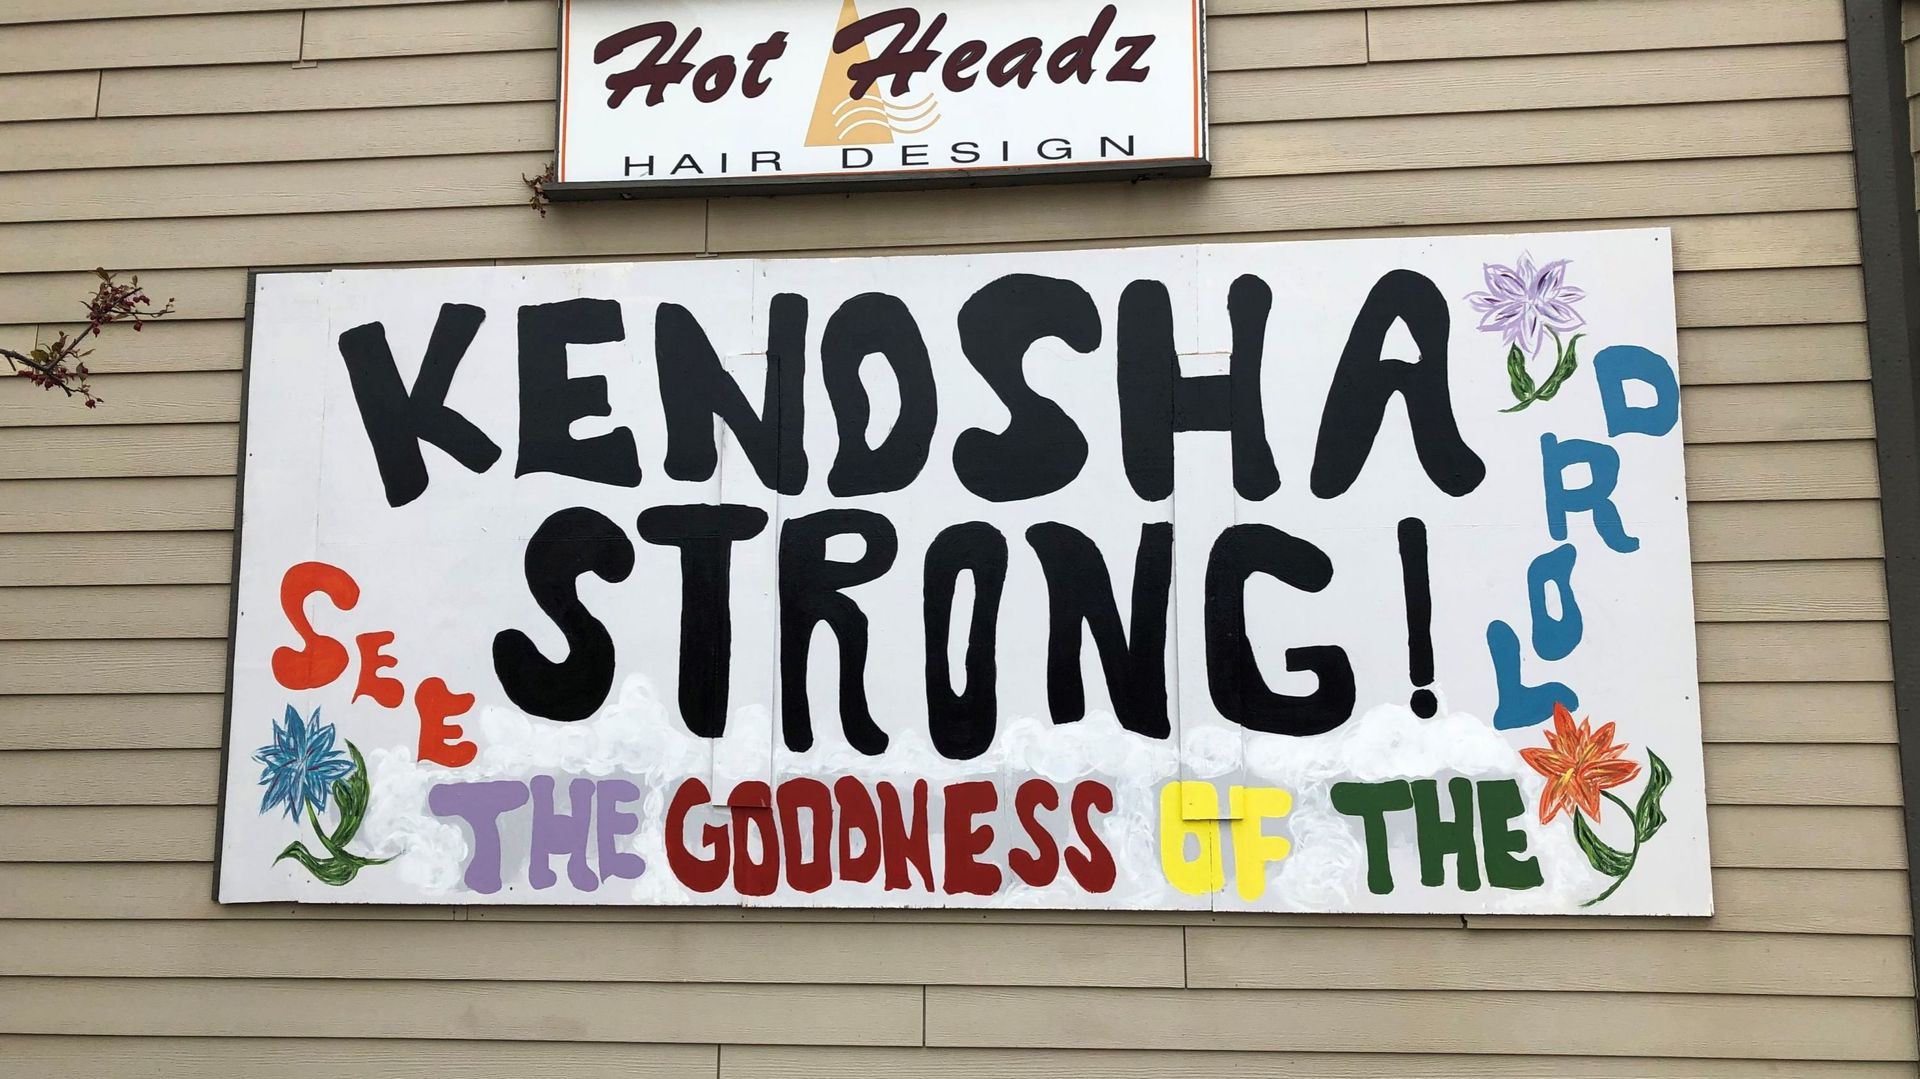 Hot Headz
HAIR DESIGN
KENOSHA
STRONG!
SEE
THE GOODNESS OF THE
LORD